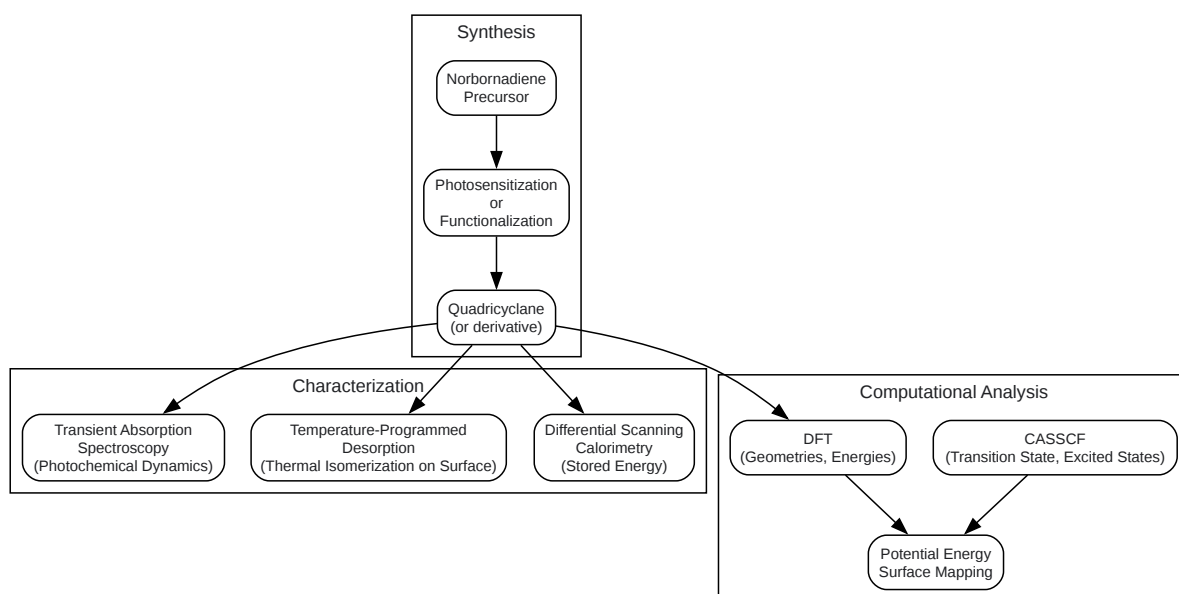 Synthesis
Norbornadiene
Precursor
Photosensitization
or
Functionalization
Quadricyclane
(or derivative)
Characterization
Transient Absorption
Spectroscopy
(Photochemical Dynamics)
Temperature-Programmed
Desorption
(Thermal Isomerization on Surface)
Differential Scanning
Calorimetry
(Stored Energy)
Computational Analysis
DFT
(Geometries, Energies)
CASSCF
(Transition State, Excited States)
Potential Energy
Surface Mapping